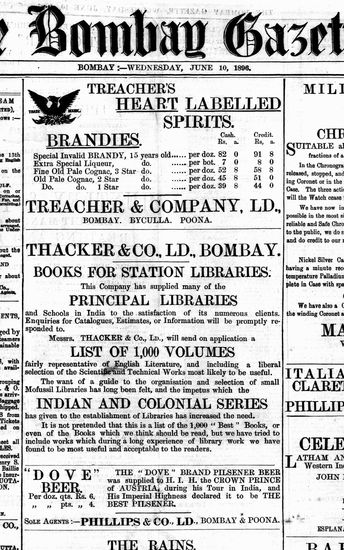 e Bombay Gazet
BOMBAY :—WEDNESDAY, JUNE 10, 1896.
TREACHER'S
HEART LABELLED
SPIRITS.
TRADE MARK
BRANDIES.
Cash. Credit.
Rs. a. Rs. a.
Special Invalid BRANDY, 15 years old...... per doz. 82 0 91 8
Extra Special Liqueur, do. per bot. 7 0 8 0
Fine Old Pale Cognac, 3 Star ...... per doz. 52 8 58 8
Old Pale Cognac, 2 Star ...... per doz. 45 8 51 0
Do. do. 1 Star ...... per doz. 39 8 44 0
TREACHER & COMPANY, LD.,
BOMBAY. BYCULLA. POONA.
THACKER & CO., LD., BOMBAY.
BOOKS FOR STATION LIBRARIES.
This Company has supplied many of the
PRINCIPAL LIBRARIES
and Schools in India to the satisfaction of its numerous clients.
Enquiries for Catalogues, Estimates, or Information will be promptly re-
sponded to.
Messrs. THACKER & Co., LD., will send on application a
LIST OF 1,000 VOLUMES
fairly representative of English Literature, and including a liberal
selection of the Scientific and Technical Works most likely to be useful.
The want of a guide to the organisation and selection of small
Mofussil Libraries has long been felt, and the impetus which the
INDIAN AND COLONIAL SERIES
has given to the establishment of Libraries has increased the need.
It is not pretended that this is a list of the 1,000 "Best" Books, or
even of the Books which we think should be read, but we have tried to
include works which during a long experience of library work we have
found to be most useful and acceptable to the readers.
"DOVE"
BEER,
Per doz. qts. Rs. 6.
„ „ pts. „ 4.
THE "DOVE" BRAND PILSENER BEER
was supplied to H. I. H. the CROWN PRINCE
of AUSTRIA, during his Tour in India, and
His Imperial Highness declared it to be THE
BEST PILSENER.
SOLE AGENTS:—PHILLIPS & CO. LD., BOMBAY & POONA.
THE RAINS.
MILI
CHR
SUITABLE a
fractions of a
In the Chronogra
released, stopped, and
ing Coronet or in the
Case. The three actio
will the Watch cease
We have now in
possible in the most si
reliable and Safe Chro
to the public, we do n
and do credit to our n
Nickel Silver Ca
having a minute reco
temperature Palladiu
plete in Case with spe
We have also a C
the winding Coronet a
MA
ITALIA
CLARET
PHILLIPS
CELE
LATHAM AN
Western Indi
JOHN
ESPLAN
BAR